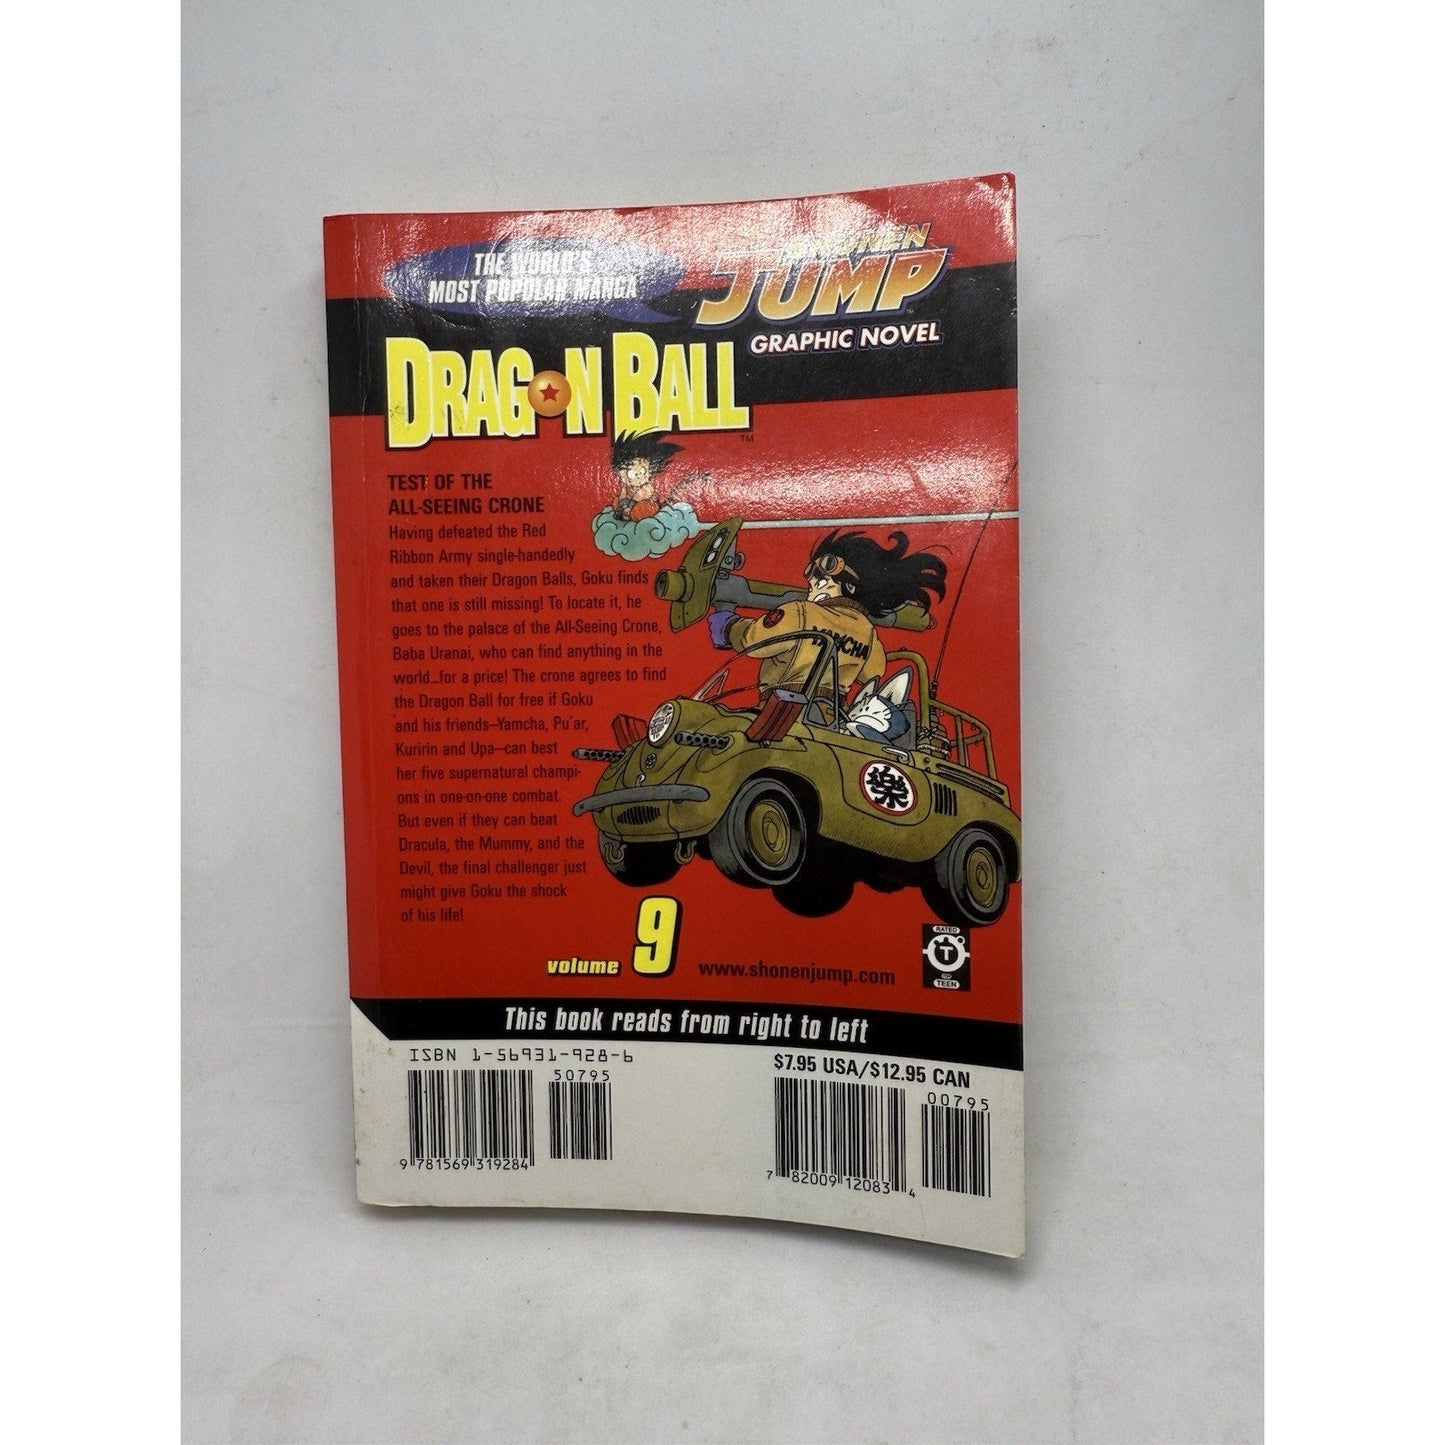 THE WORLD'S
MOST POPULAR MANGA
SHONEN
JUMP
GRAPHIC NOVEL
DRAGON BALL
TM
TEST OF THE
ALL-SEEING CRONE
Having defeated the Red
Ribbon Army single-handedly
and taken their Dragon Balls, Goku finds
that one is still missing! To locate it, he
goes to the palace of the All-Seeing Crone,
Baba Uranai, who can find anything in the
world...for a price! The crone agrees to find
the Dragon Ball for free if Goku
and his friends—Yamcha, Pu'ar,
Kuririn and Upa—can best
her five supernatural champi-
ons in one-on-one combat.
But even if they can beat
Dracula, the Mummy, and the
Devil, the final challenger just
might give Goku the shock
of his life!
YAMCHA
樂
volume 9
www.shonenjump.com
RATED
T
FOR
TEEN
This book reads from right to left
ISBN 1-56931-928-6
50795
9 781569 319284
$7.95 USA/$12.95 CAN
00795
7 82009 12083 4